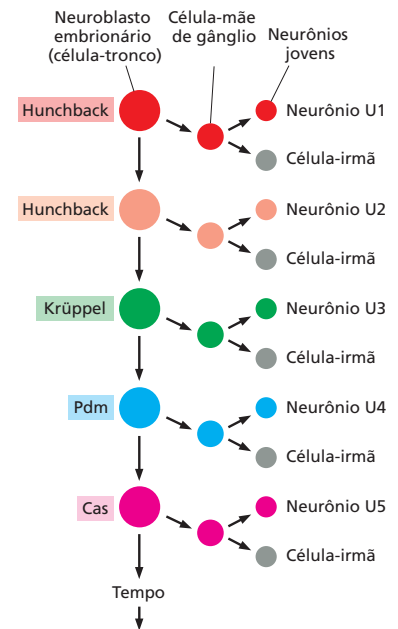 Neuroblasto
embrionário
(célula-tronco)
Célula-mãe
de gânglio
Neurônios
jovens
Hunchback
Neurônio U1
Célula-irmã
Hunchback
Neurônio U2
Célula-irmã
Krüppel
Neurônio U3
Célula-irmã
Pdm
Neurônio U4
Célula-irmã
Cas
Neurônio U5
Célula-irmã
Tempo